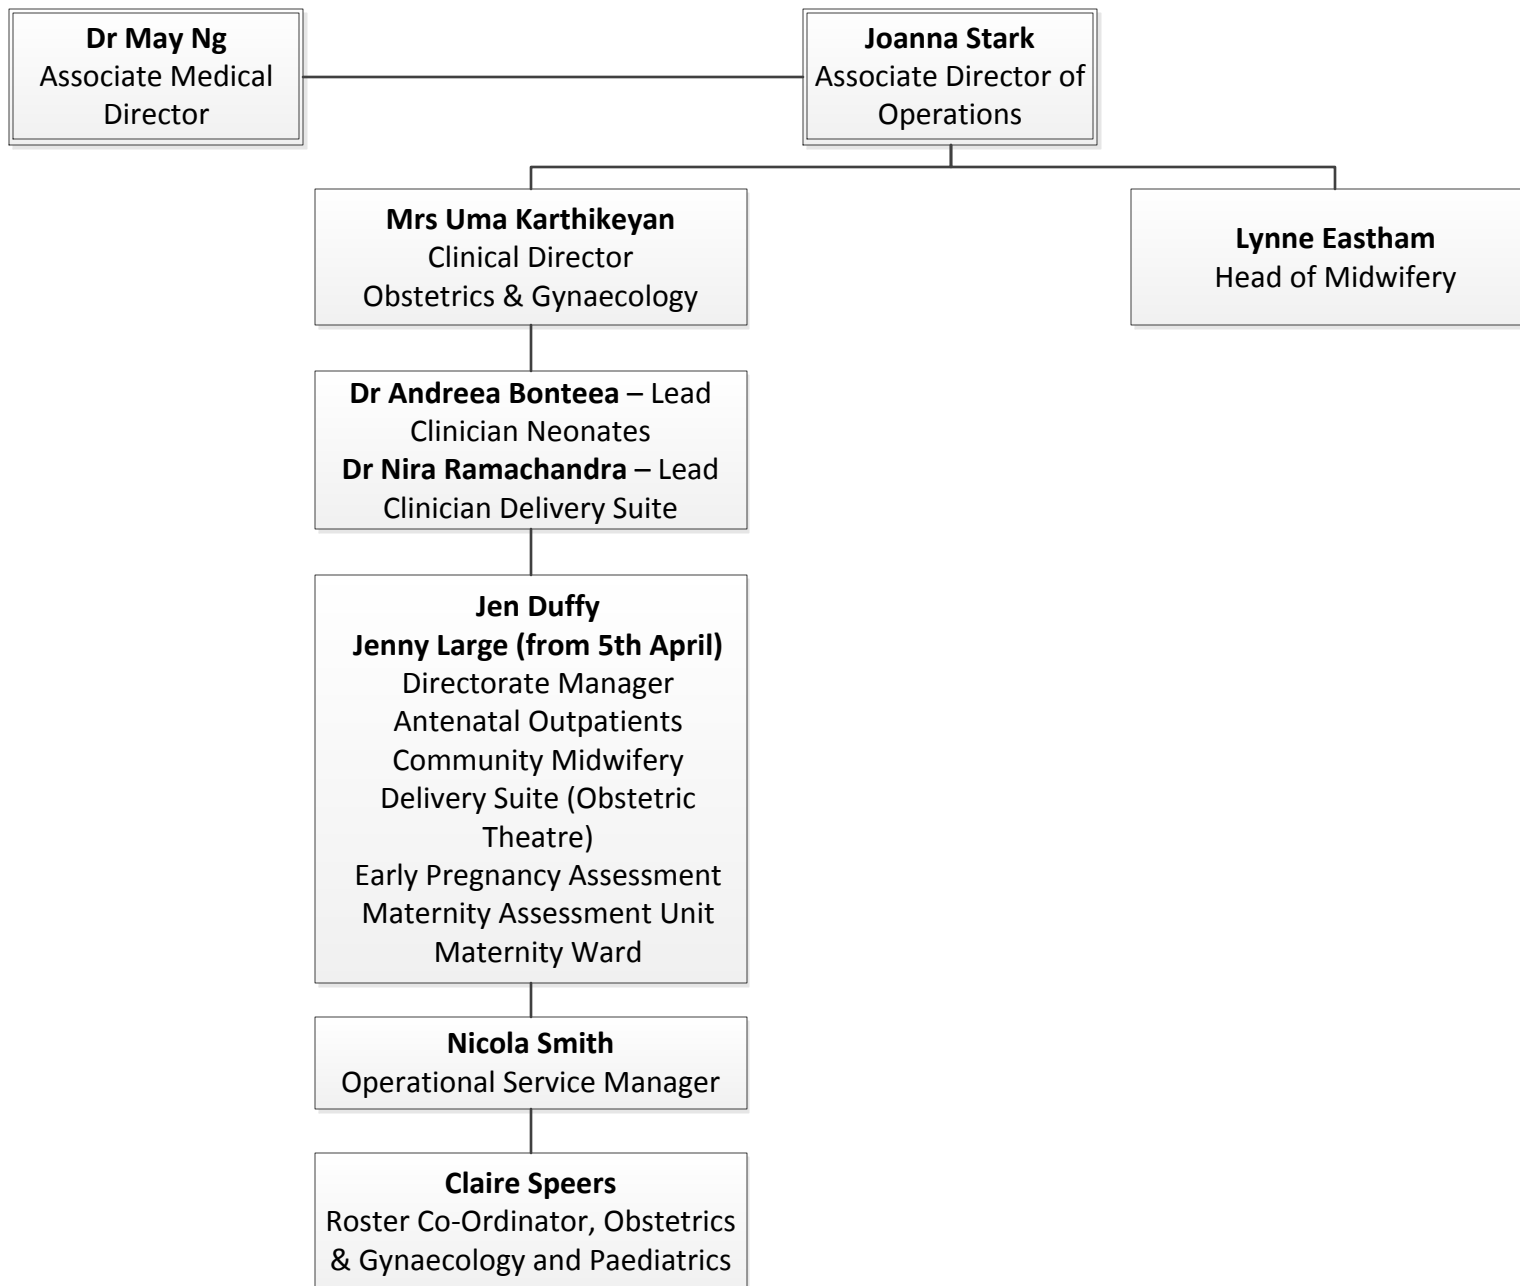 Dr May Ng
Associate Medical
Director
Joanna Stark
Associate Director of
Operations
Mrs Uma Karthikeyan
Clinical Director
Obstetrics & Gynaecology
Lynne Eastham
Head of Midwifery
Dr Andreea Bonteea – Lead
Clinician Neonates
Dr Nira Ramachandra – Lead
Clinician Delivery Suite
Jen Duffy
Jenny Large (from 5th April)
Directorate Manager
Antenatal Outpatients
Community Midwifery
Delivery Suite (Obstetric
Theatre)
Early Pregnancy Assessment
Maternity Assessment Unit
Maternity Ward
Nicola Smith
Operational Service Manager
Claire Speers
Roster Co-Ordinator, Obstetrics
& Gynaecology and Paediatrics